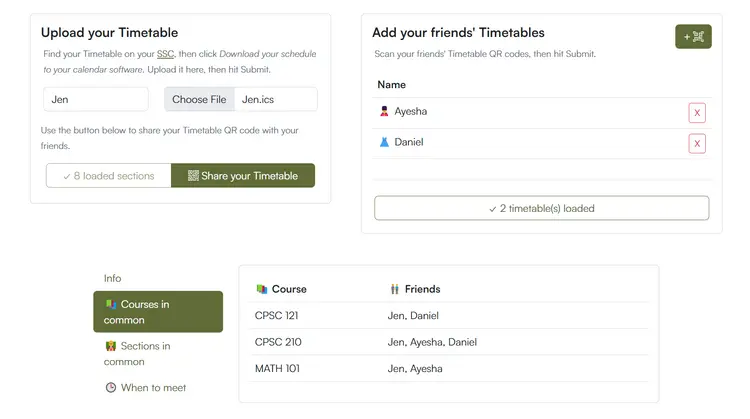 Upload your Timetable
Find your Timetable on your SSC, then click Download your schedule
to your calendar software. Upload it here, then hit Submit.
Jen
Choose File Jen.ics
Use the button below to share your Timetable QR code with your
friends.
✓ 8 loaded sections
Share your Timetable
Add your friends' Timetables
+
Scan your friends' Timetable QR codes, then hit Submit.
Name
Ayesha X
Daniel X
✓ 2 timetable(s) loaded
Info
Courses in
common
Sections in
common
When to meet
Course Friends
CPSC 121 Jen, Daniel
CPSC 210 Jen, Ayesha, Daniel
MATH 101 Jen, Ayesha